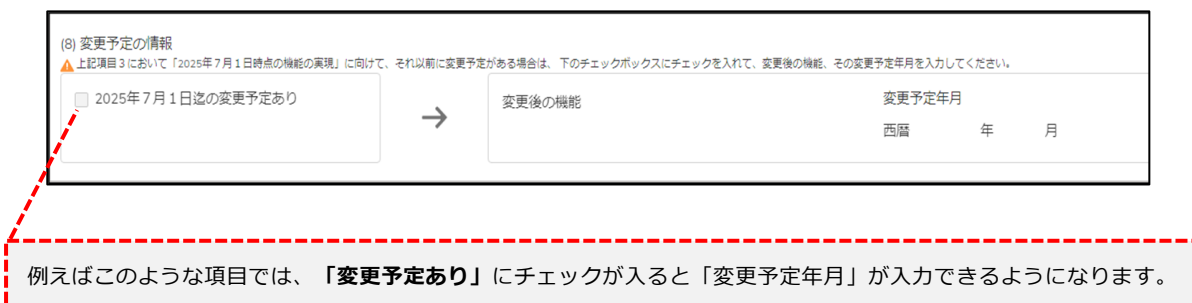 (8) 変更予定の情報
上記項目3において「2025年7月1日時点の機能の実現」に向けて、それ以前に変更予定がある場合は、 下のチェックボックスにチェックを入れて、変更後の機能、その変更予定年月を入力してください。
2025年7月1日迄の変更予定あり
→
変更後の機能
変更予定年月
西暦 年 月
例えばこのような項目では、「変更予定あり」にチェックが入ると「変更予定年月」が入力できるようになります。